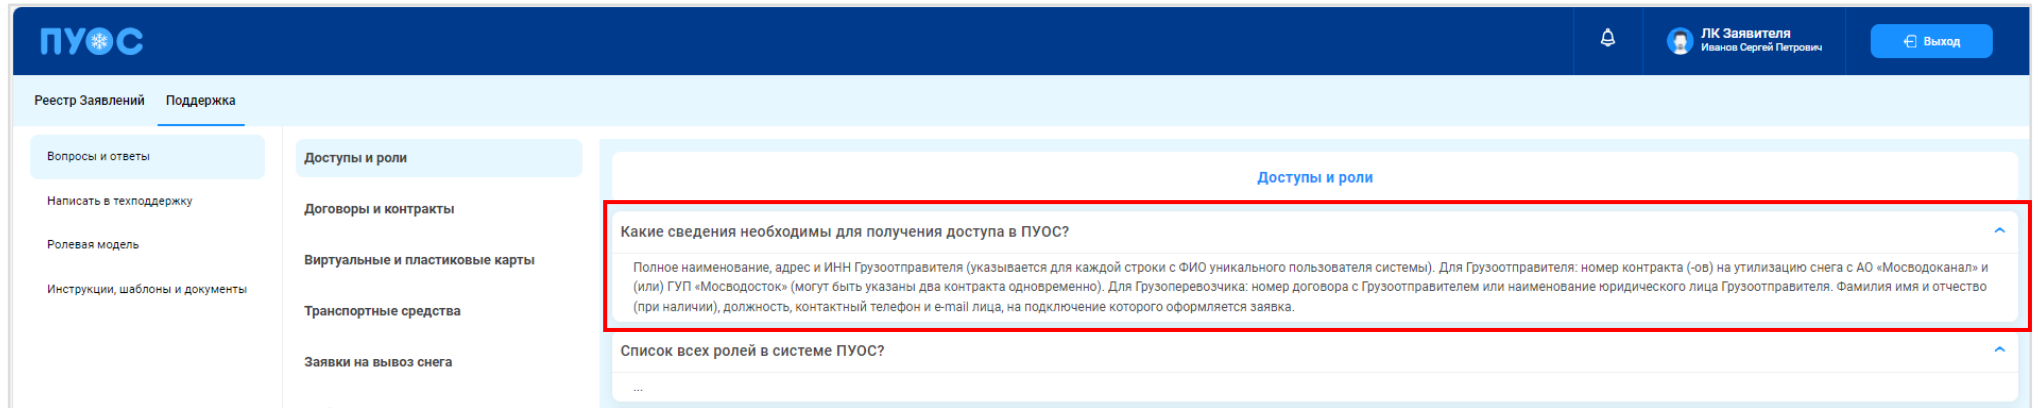 ПУОС
ЛК Заявителя
Иванов Сергей Петрович
Выход
Реестр Заявлений
Поддержка
Вопросы и ответы
Написать в техподдержку
Ролевая модель
Инструкции, шаблоны и документы
Доступы и роли
Договоры и контракты
Виртуальные и пластиковые карты
Транспортные средства
Заявки на вывоз снега
Доступы и роли
Какие сведения необходимы для получения доступа в ПУОС?
Полное наименование, адрес и ИНН Грузоотправителя (указывается для каждой строки с ФИО уникального пользователя системы). Для Грузоотправителя: номер контракта (-ов) на утилизацию снега с АО «Мосводоканал» и
(или) ГУП «Мосводосток» (могут быть указаны два контракта одновременно). Для Грузоперевозчика: номер договора с Грузоотправителем или наименование юридического лица Грузоотправителя. Фамилия имя и отчество
(при наличии), должность, контактный телефон и e-mail лица, на подключение которого оформляется заявка.
Список всех ролей в системе ПУОС?
...